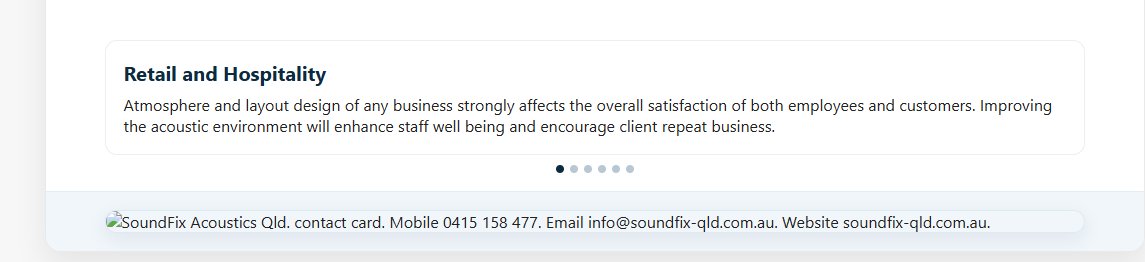 Retail and Hospitality
Atmosphere and layout design of any business strongly affects the overall satisfaction of both employees and customers. Improving
the acoustic environment will enhance staff well being and encourage client repeat business.
SoundFix Acoustics Qld. contact card. Mobile 0415 158 477. Email info@soundfix-qld.com.au. Website soundfix-qld.com.au.